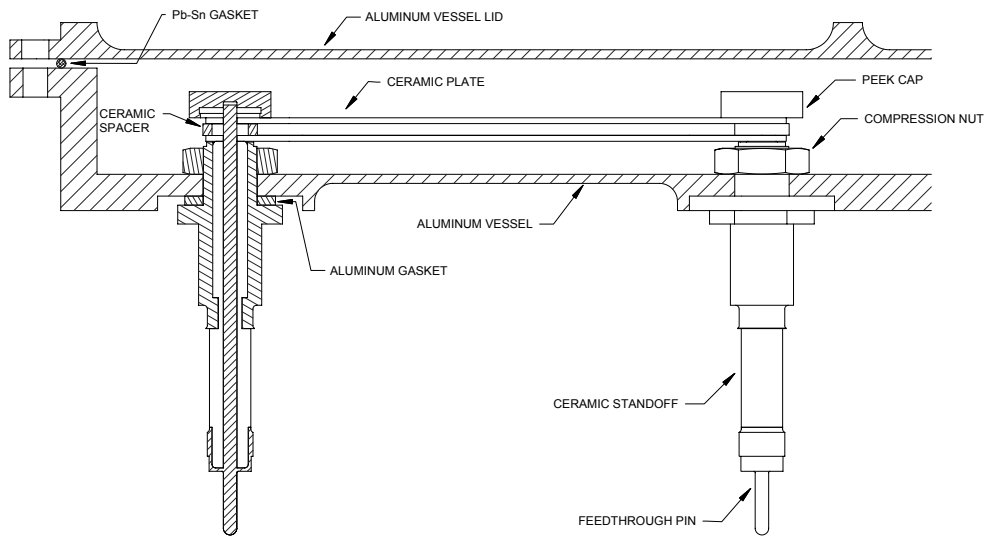 Pb-Sn GASKET
ALUMINUM VESSEL LID
CERAMIC PLATE
PEEK CAP
CERAMIC
SPACER
COMPRESSION NUT
ALUMINUM VESSEL
ALUMINUM GASKET
CERAMIC STANDOFF
FEEDTHROUGH PIN